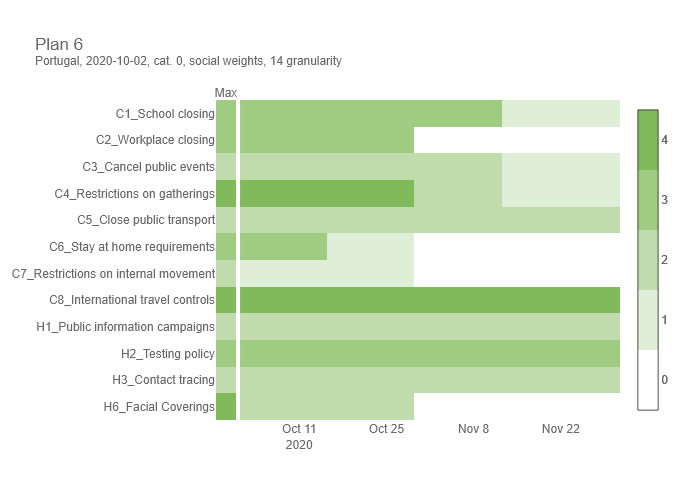 Plan 6
Portugal, 2020-10-02, cat. 0, social weights, 14 granularity
Max
C1_School closing
C2_Workplace closing
C3_Cancel public events
C4_Restrictions on gatherings
C5_Close public transport
C6_Stay at home requirements
C7_Restrictions on internal movement
C8_International travel controls
H1_Public information campaigns
H2_Testing policy
H3_Contact tracing
H6_Facial Coverings
Oct 11 Oct 25 Nov 8 Nov 22
2020
4
3
2
1
0